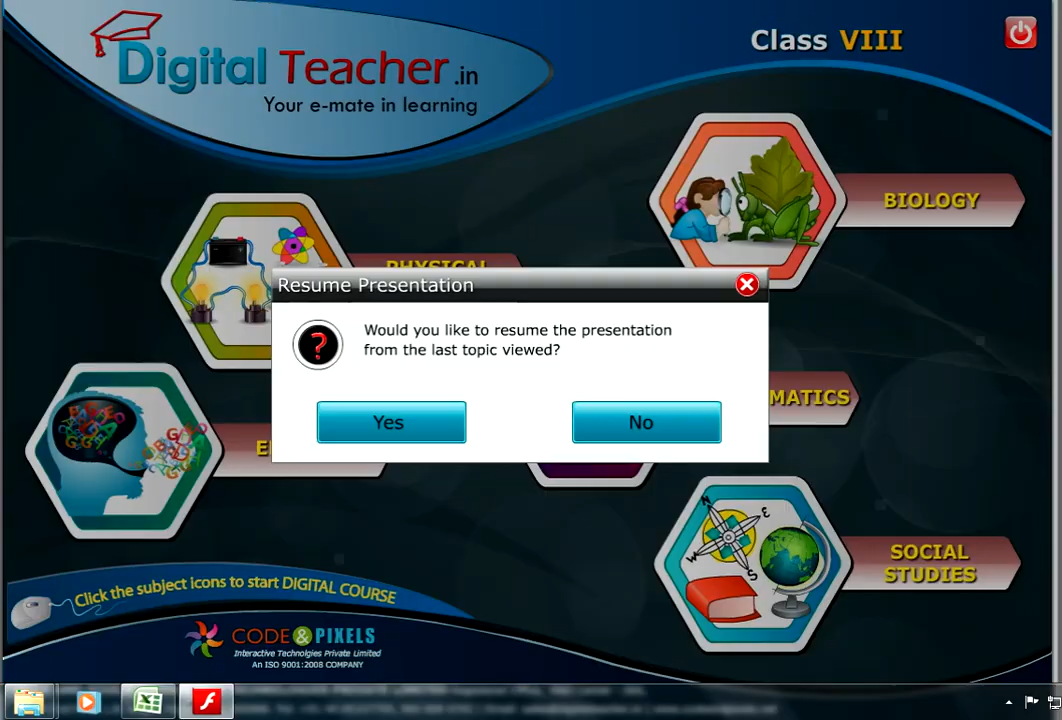 Digital Teacher.in
Your e-mate in learning
Class VIII
BIOLOGY
PHYSICAL
Resume Presentation
Would you like to resume the presentation
from the last topic viewed?
Yes
No
MATICS
E
SOCIAL
STUDIES
Click the subject icons to start DIGITAL COURSE
CODE & PIXELS
Interactive Technolgies Private Limited
An ISO 9001:2008 COMPANY